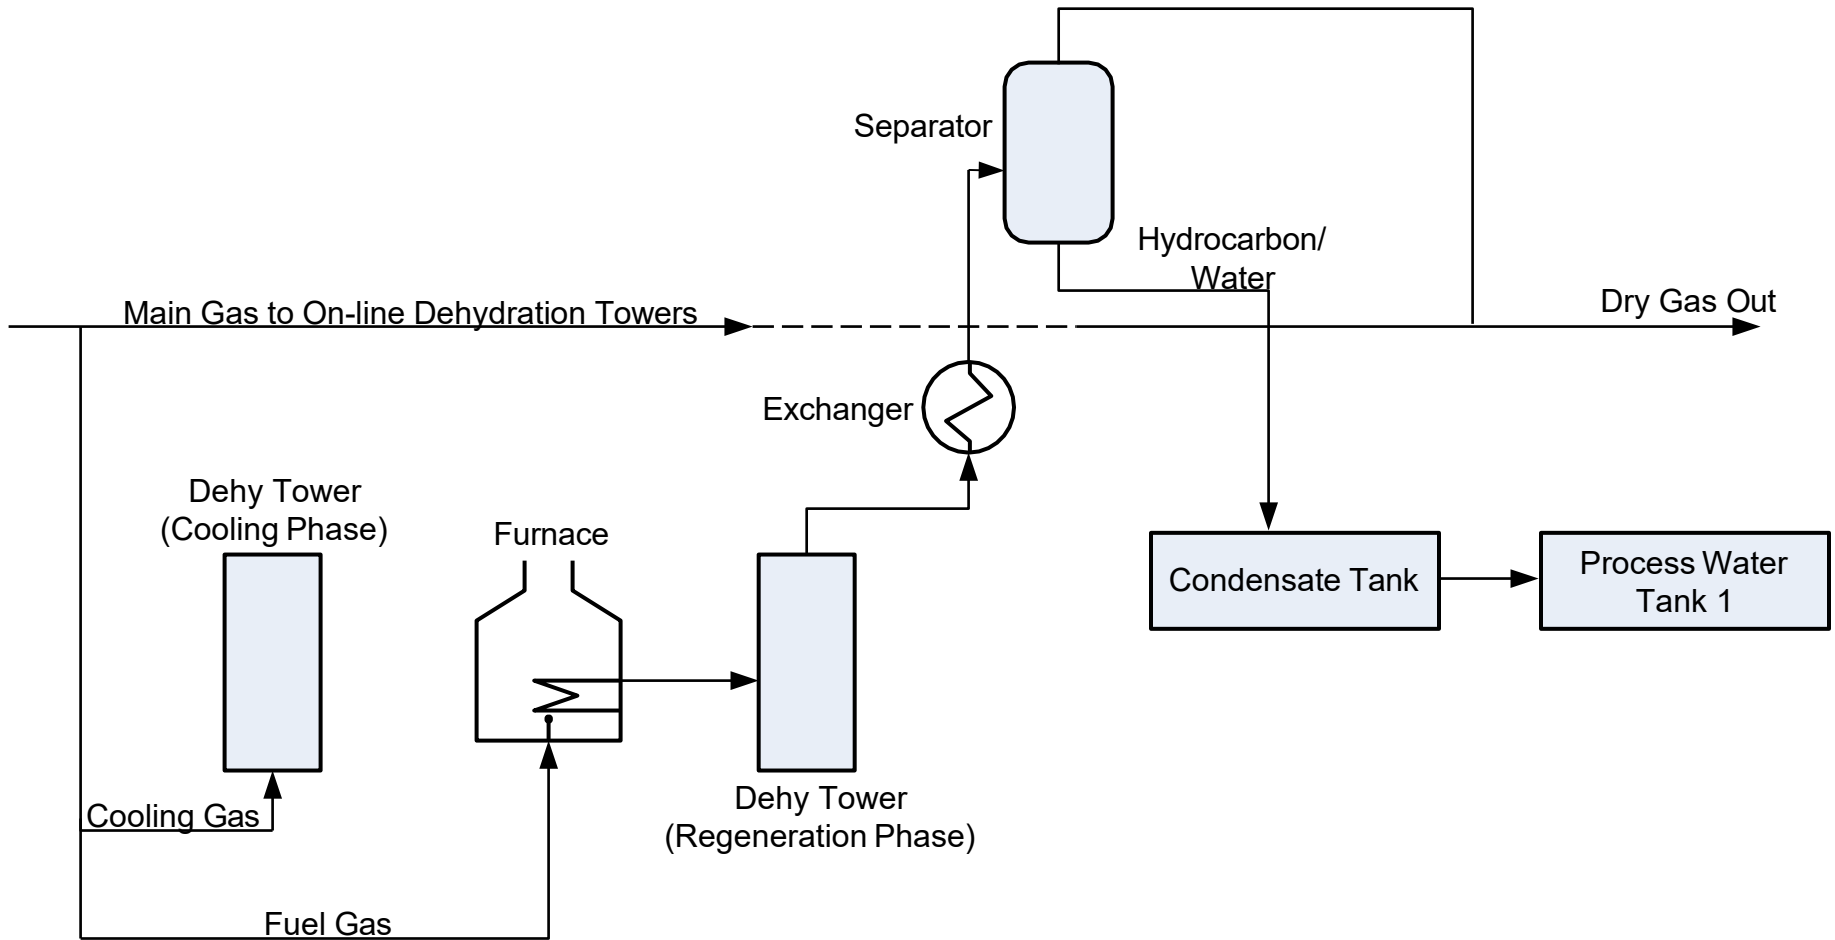 Separator
Hydrocarbon/
Water
Main Gas to On-line Dehydration Towers
Dry Gas Out
Exchanger
Dehy Tower
(Cooling Phase)
Furnace
Condensate Tank
Process Water
Tank 1
Cooling Gas
Dehy Tower
(Regeneration Phase)
Fuel Gas